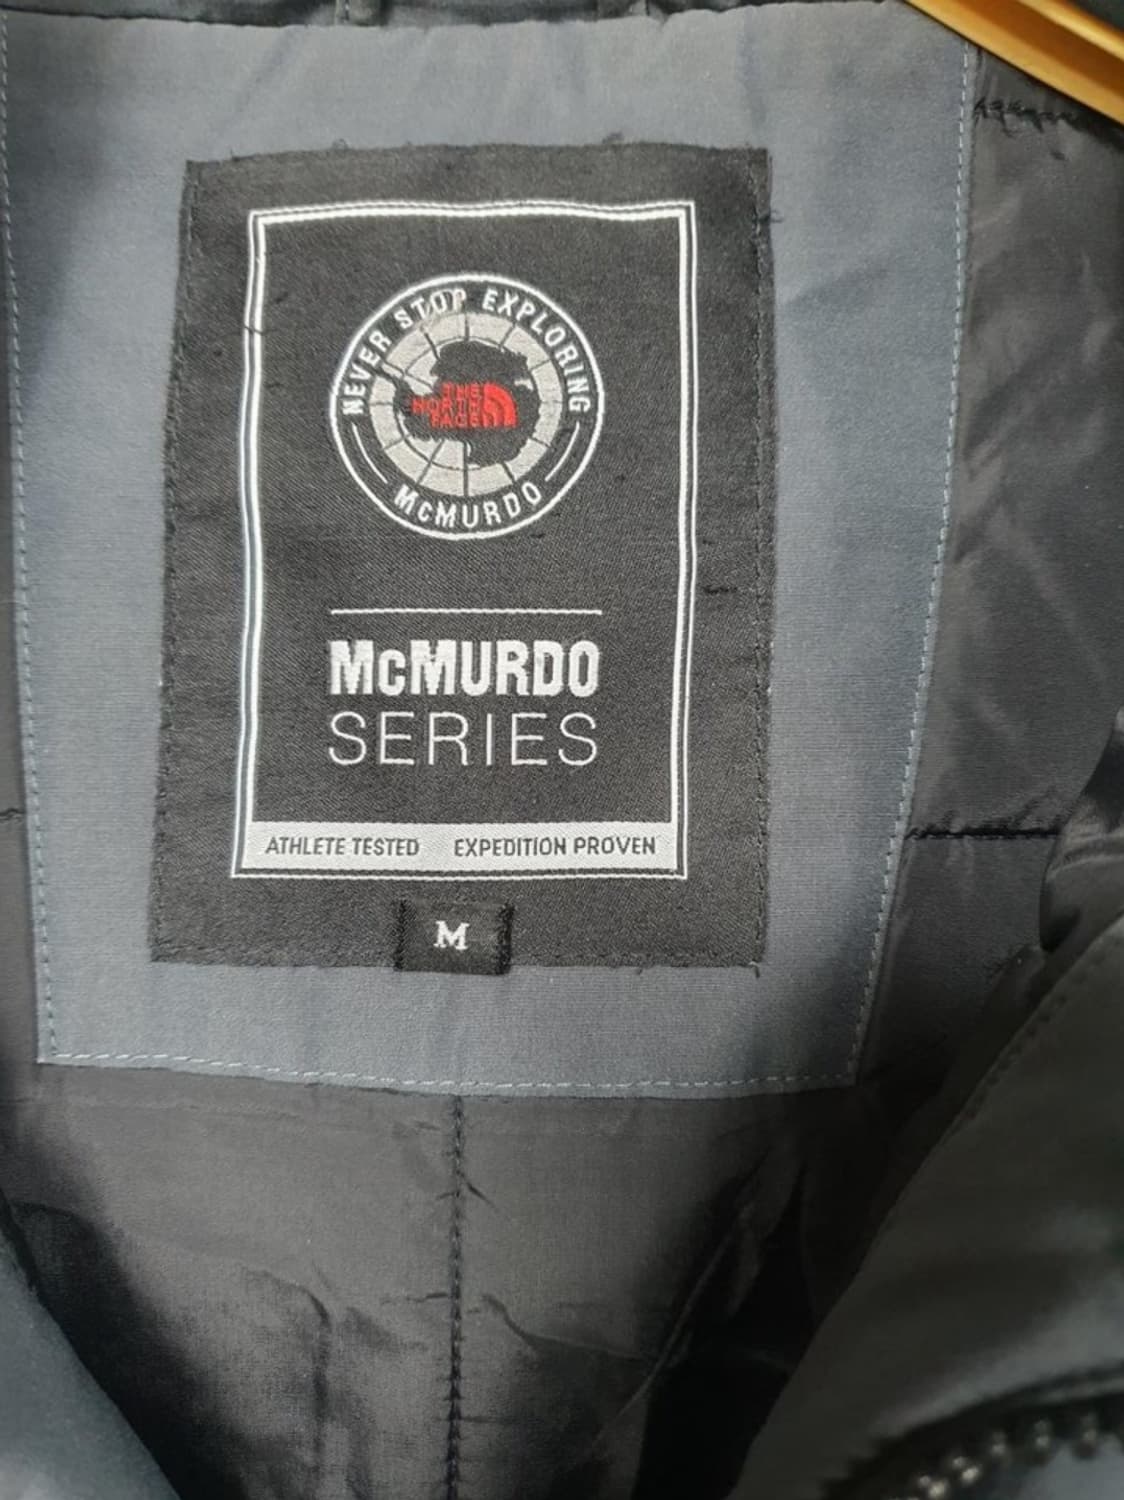 NEVER STOP EXPLORING
THE
NORTH
FACE
McMURDO
McMURDO
SERIES
ATHLETE TESTED EXPEDITION PROVEN
M